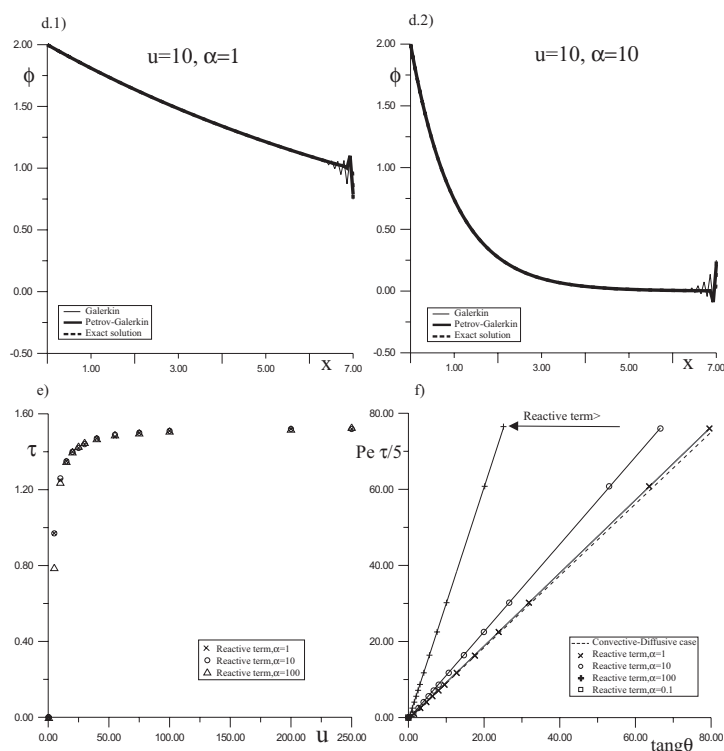 d.1)
u=10, α=1
2.00
ϕ
1.50
1.00
0.50
0.00
-0.50
Galerkin
Petrov-Galerkin
Exact solution
1.00
3.00
5.00
x
7.00
d.2)
u=10, α=10
2.00
ϕ
1.50
1.00
0.50
0.00
-0.50
Galerkin
Petrov-Galerkin
Exact solution
1.00
3.00
5.00
x
7.00
e)
1.60
τ
1.20
0.80
0.40
0.00
Reactive term,α=1
Reactive term,α=10
Reactive term,α=100
0.00
50.00
100.00
150.00
200.00
u
250.00
f)
80.00
Pe τ/5
60.00
40.00
20.00
0.00
Reactive term>
Convective-Diffusive case
Reactive term,α=1
Reactive term,α=10
Reactive term,α=100
Reactive term,α=0.1
0.00
20.00
40.00
60.00
tangθ
80.00